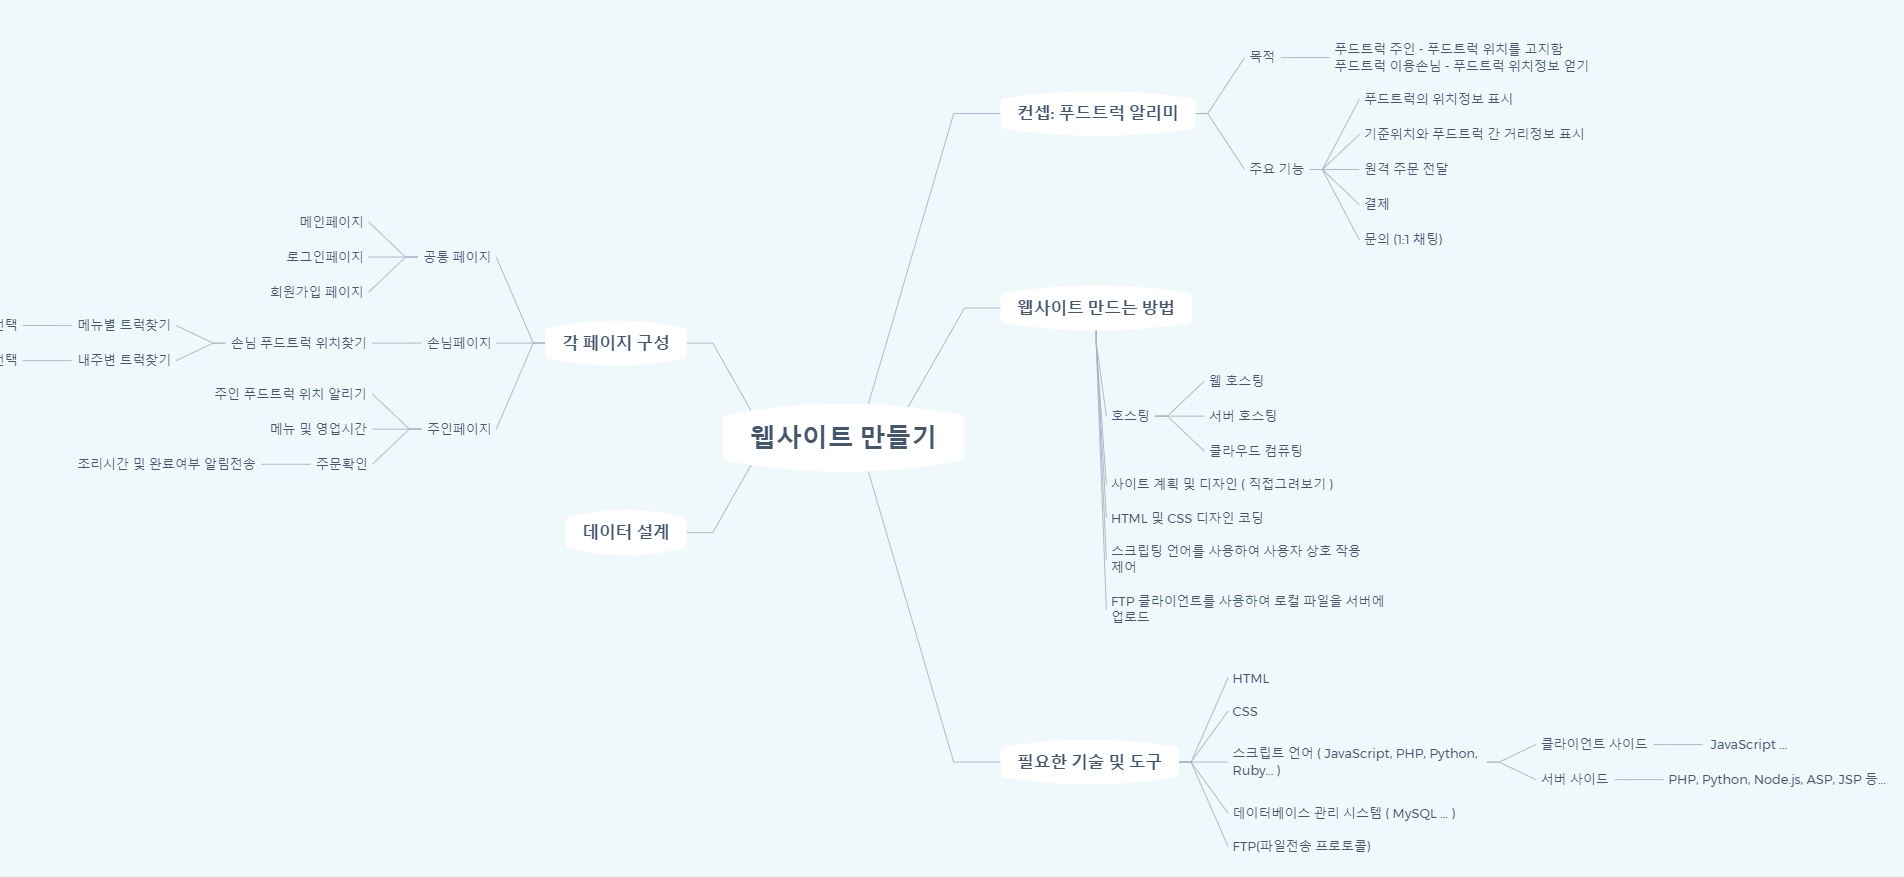 웹사이트 만들기
컨셉: 푸드트럭 알리미
목적
푸드트럭 주인 - 푸드트럭 위치를 고지함
푸드트럭 이용손님 - 푸드트럭 위치정보 얻기
주요 기능
푸드트럭의 위치정보 표시
기준위치와 푸드트럭 간 거리정보 표시
원격 주문 전달
결제
문의 (1:1 채팅)
웹사이트 만드는 방법
호스팅
웹 호스팅
서버 호스팅
클라우드 컴퓨팅
사이트 계획 및 디자인 ( 직접그려보기 )
HTML 및 CSS 디자인 코딩
스크립팅 언어를 사용하여 사용자 상호 작용
제어
FTP 클라이언트를 사용하여 로컬 파일을 서버에
업로드
필요한 기술 및 도구
HTML
CSS
스크립트 언어 ( JavaScript, PHP, Python,
Ruby... )
클라이언트 사이드
JavaScript ...
서버 사이드
PHP, Python, Node.js, ASP, JSP 등...
데이터베이스 관리 시스템 ( MySQL ... )
FTP(파일전송 프로토콜)
각 페이지 구성
공통 페이지
메인페이지
로그인페이지
회원가입 페이지
손님페이지
손님 푸드트럭 위치찾기
메뉴별 트럭찾기
내주변 트럭찾기
주인페이지
주인 푸드트럭 위치 알리기
메뉴 및 영업시간
주문확인
조리시간 및 완료여부 알림전송
데이터 설계